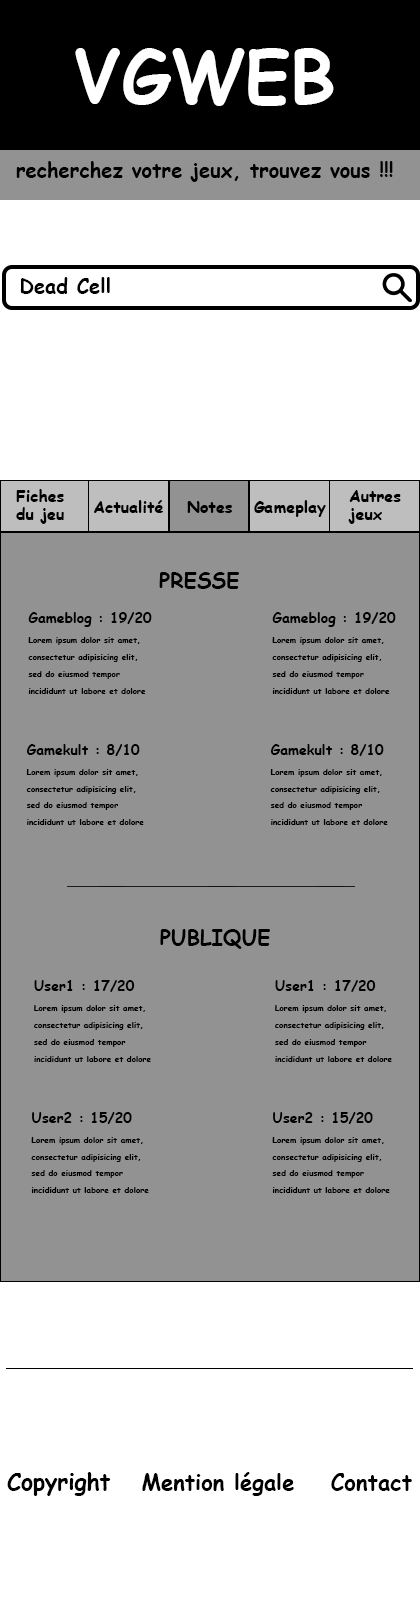 VGWEB
recherchez votre jeux, trouvez vous !!!
Dead Cell
Fiches
du jeu
Actualité
Notes
Gameplay
Autres
jeux
PRESSE
Gameblog : 19/20
Lorem ipsum dolor sit amet,
consectetur adipisicing elit,
sed do eiusmod tempor
incididunt ut labore et dolore
Gameblog : 19/20
Lorem ipsum dolor sit amet,
consectetur adipisicing elit,
sed do eiusmod tempor
incididunt ut labore et dolore
Gamekult : 8/10
Lorem ipsum dolor sit amet,
consectetur adipisicing elit,
sed do eiusmod tempor
incididunt ut labore et dolore
Gamekult : 8/10
Lorem ipsum dolor sit amet,
consectetur adipisicing elit,
sed do eiusmod tempor
incididunt ut labore et dolore
PUBLIQUE
User1 : 17/20
Lorem ipsum dolor sit amet,
consectetur adipisicing elit,
sed do eiusmod tempor
incididunt ut labore et dolore
User1 : 17/20
Lorem ipsum dolor sit amet,
consectetur adipisicing elit,
sed do eiusmod tempor
incididunt ut labore et dolore
User2 : 15/20
Lorem ipsum dolor sit amet,
consectetur adipisicing elit,
sed do eiusmod tempor
incididunt ut labore et dolore
User2 : 15/20
Lorem ipsum dolor sit amet,
consectetur adipisicing elit,
sed do eiusmod tempor
incididunt ut labore et dolore
Copyright
Mention légale
Contact